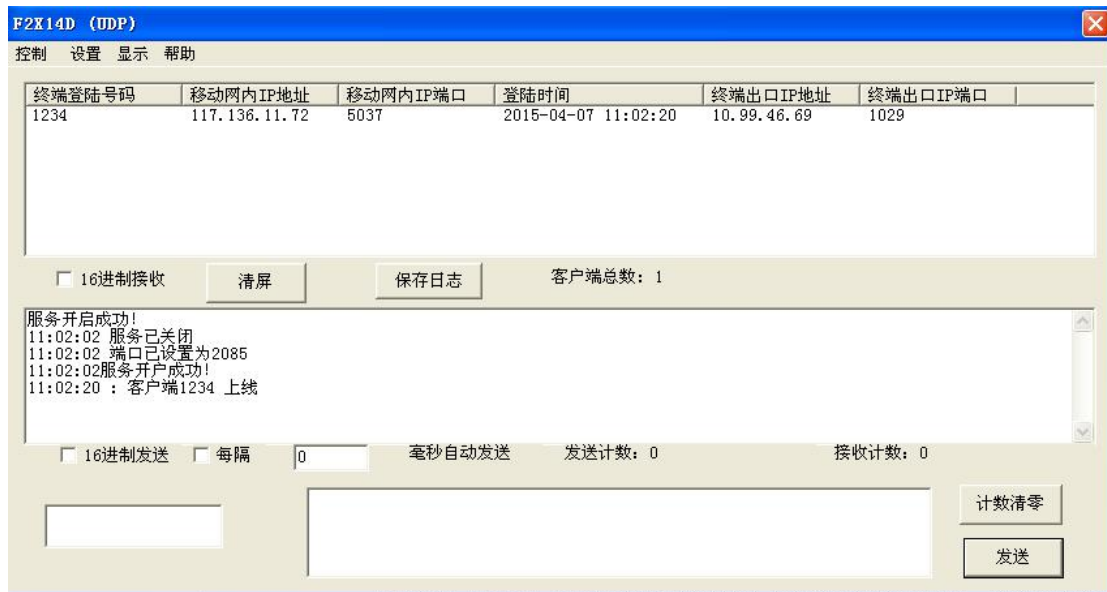 F2X14D (UDP)
控制 设置 显示 帮助
终端登陆号码 移动网内IP地址 移动网内IP端口 登陆时间 终端出口IP地址 终端出口IP端口
1234 117.136.11.72 5037 2015-04-07 11:02:20 10.99.46.69 1029
16进制接收 清屏 保存日志 客户端总数: 1
服务开启成功!
11:02:02 服务已关闭
11:02:02 端口已设置为2085
11:02:02服务开户成功!
11:02:20 : 客户端1234 上线
16进制发送 每隔 0 毫秒自动发送 发送计数: 0 接收计数: 0
计数清零
发送